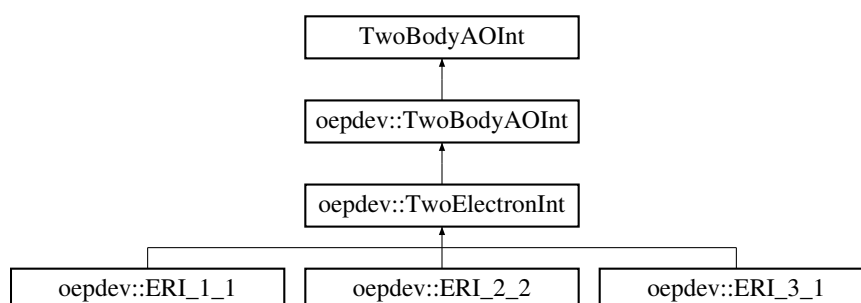 TwoBodyAOInt
oepdev::TwoBodyAOInt
oepdev::TwoElectronInt
oepdev::ERI_1_1
oepdev::ERI_2_2
oepdev::ERI_3_1